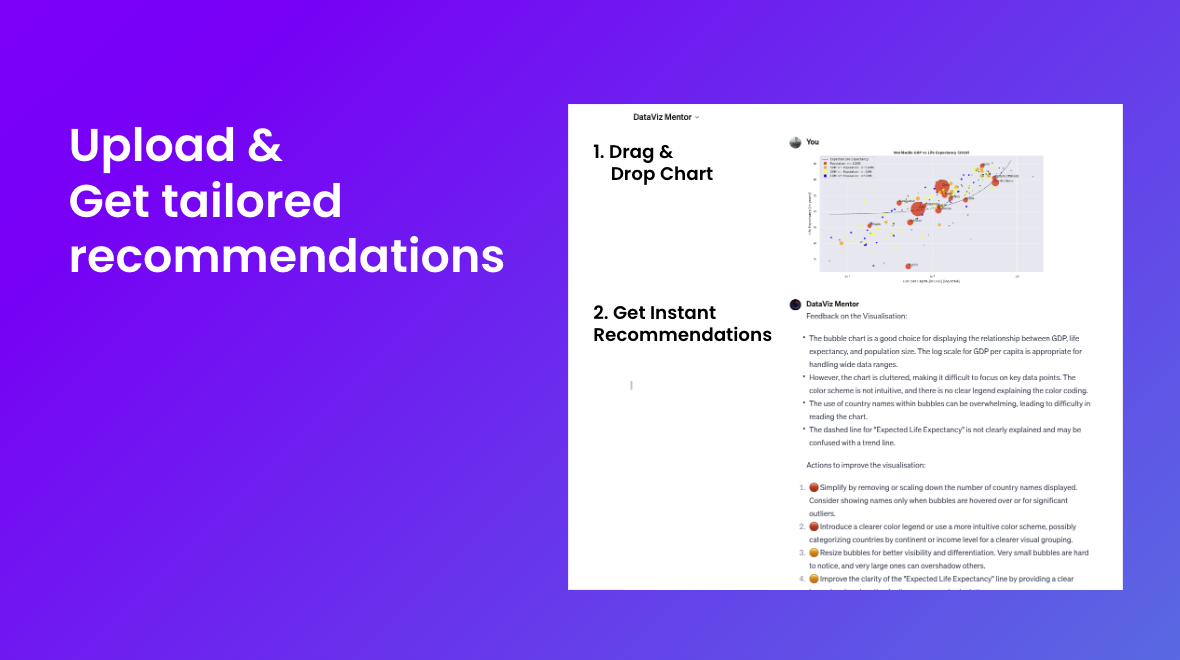 Upload &
Get tailored
recommendations
DataViz Mentor
1. Drag &
Drop Chart
You
Expected Life Expectancy
2. Get Instant
Recommendations
DataViz Mentor
Feedback on the Visualisation:
• The bubble chart is a good choice for displaying the relationship between GDP, life
expectancy, and population size. The log scale for GDP per capita is appropriate for
handling wide data ranges.
• However, the chart is cluttered, making it difficult to focus on key data points. The
color scheme is not intuitive, and there is no clear legend explaining the color coding.
• The use of country names within bubbles can be overwhelming, leading to difficulty in
reading the chart.
• The dashed line for "Expected Life Expectancy" is not clearly explained and may be
confused with a trend line.
Actions to improve the visualisation:
1. Simplify by removing or scaling down the number of country names displayed.
Consider showing names only when bubbles are hovered over or for significant
outliers.
2. Introduce a clearer color legend or use a more intuitive color scheme, possibly
categorizing countries by continent or income level for a clearer visual grouping.
3. Resize bubbles for better visibility and differentiation. Very small bubbles are hard
to notice, and very large ones can overshadow others.
4. Improve the clarity of the "Expected Life Expectancy" line by providing a clear